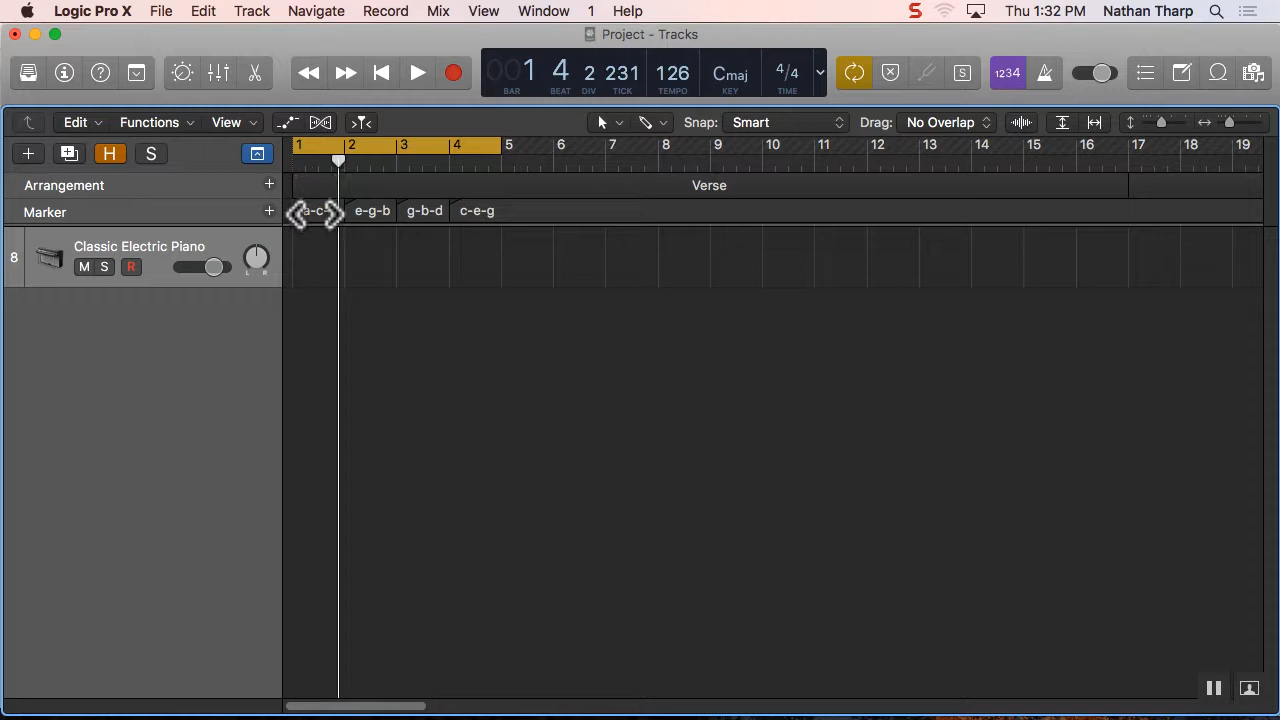 Logic Pro X File Edit Track Navigate Record Mix View Window 1 Help S Thu 1:32 PM Nathan Tharp
Project - Tracks
001 4 2 231 126 Cmaj 4/4 1234 S
BAR BEAT DIV TICK TEMPO KEY TIME
Edit Functions View Snap: Smart Drag: No Overlap
H S 1 2 3 4 5 6 7 8 9 10 11 12 13 14 15 16 17 18 19
Arrangement + Verse
Marker + a-c e-g-b g-b-d c-e-g
8 Classic Electric Piano
M S R L R